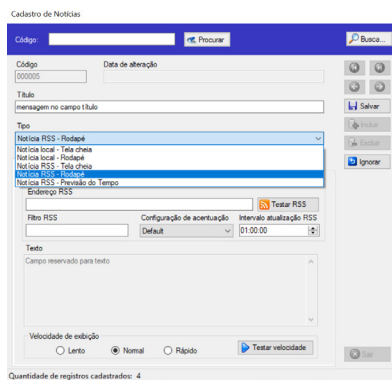 Cadastro de Notícias
Código: Procurar Busca...
Código Data de alteração
000005
Título
mensagem no campo título Salvar
Tipo Incluir
Notícia RSS - Rodapé
Notícia local - Tela cheia Excluir
Notícia local - Rodapé
Notícia RSS - Tela cheia Ignorar
Notícia RSS - Rodapé
Notícia RSS - Previsão do Tempo
Endereço RSS
Testar RSS
Filtro RSS Configuração de acentuação Intervalo atualização RSS
Default 01:00:00
Texto
Campo reservado para texto
Velocidade de exibição
Lento Normal Rápido Testar velocidade Sair
Quantidade de registros cadastrados: 4